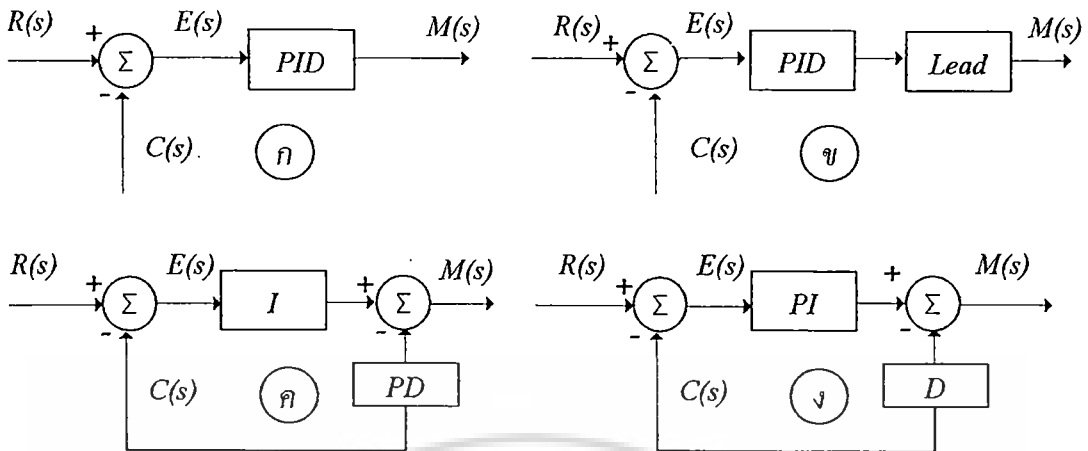 R(s) + E(s) M(s)
Σ PID
-
C(s)
ก
R(s) + E(s) M(s)
Σ PID Lead
-
C(s)
ข
R(s) + E(s) + M(s)
Σ I Σ
- -
PD
C(s)
ค
R(s) + E(s) + M(s)
Σ PI Σ
- -
D
C(s)
ง